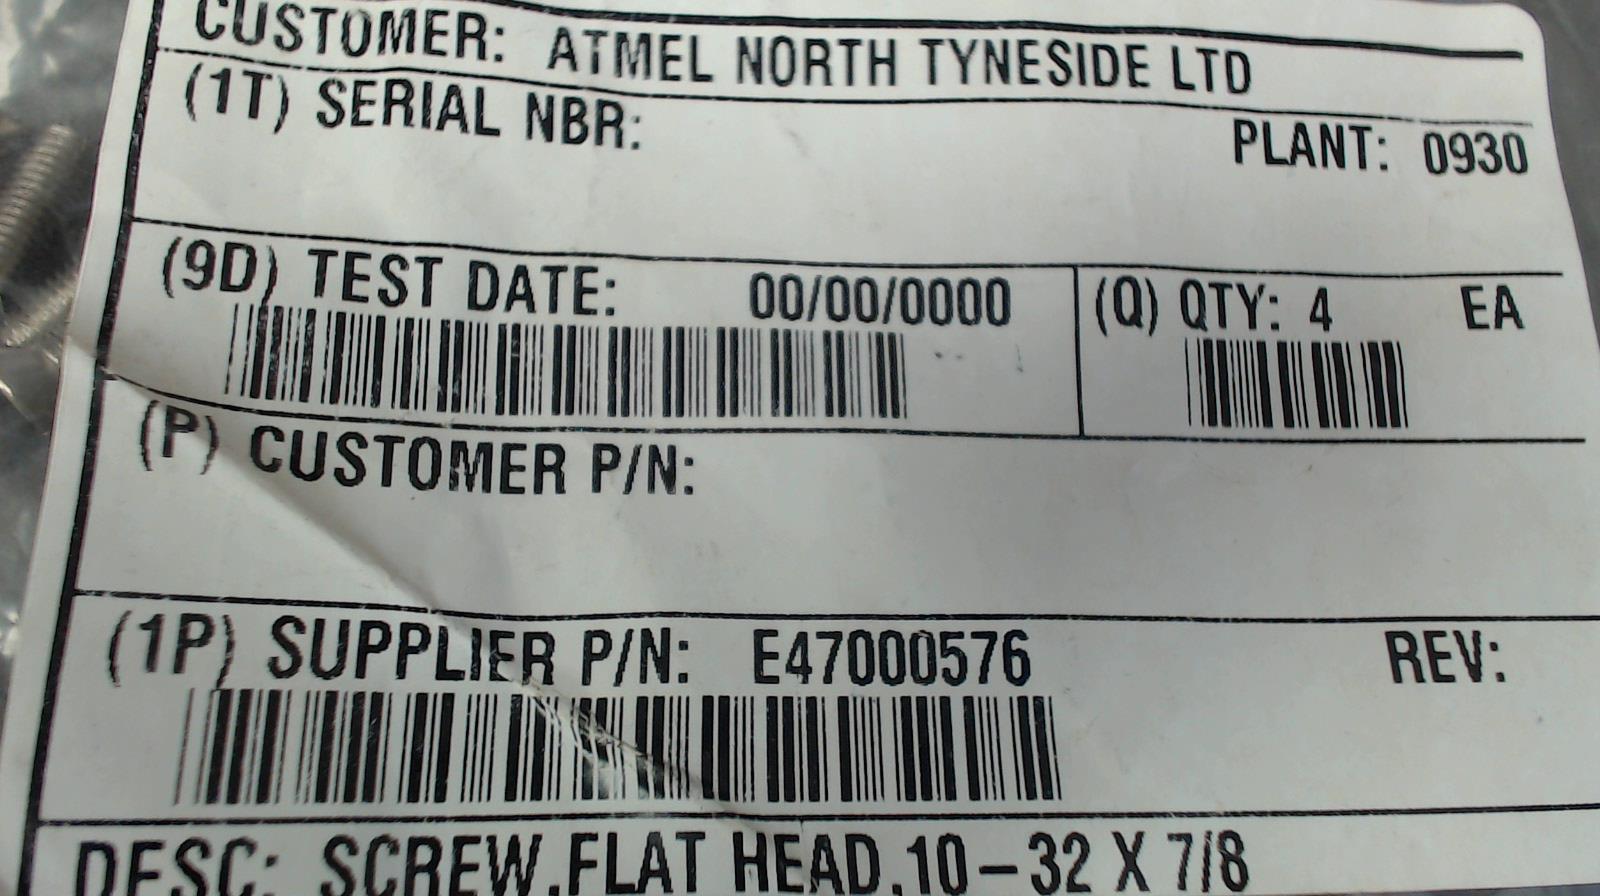 CUSTOMER: ATMEL NORTH TYNESIDE LTD
(1T) SERIAL NBR:
PLANT: 0930
(9D) TEST DATE: 00/00/0000
(Q) QTY: 4 EA
(P) CUSTOMER P/N:
(1P) SUPPLIER P/N: E47000576 REV:
DESC: SCREW,FLAT HEAD,10-32 X 7/8